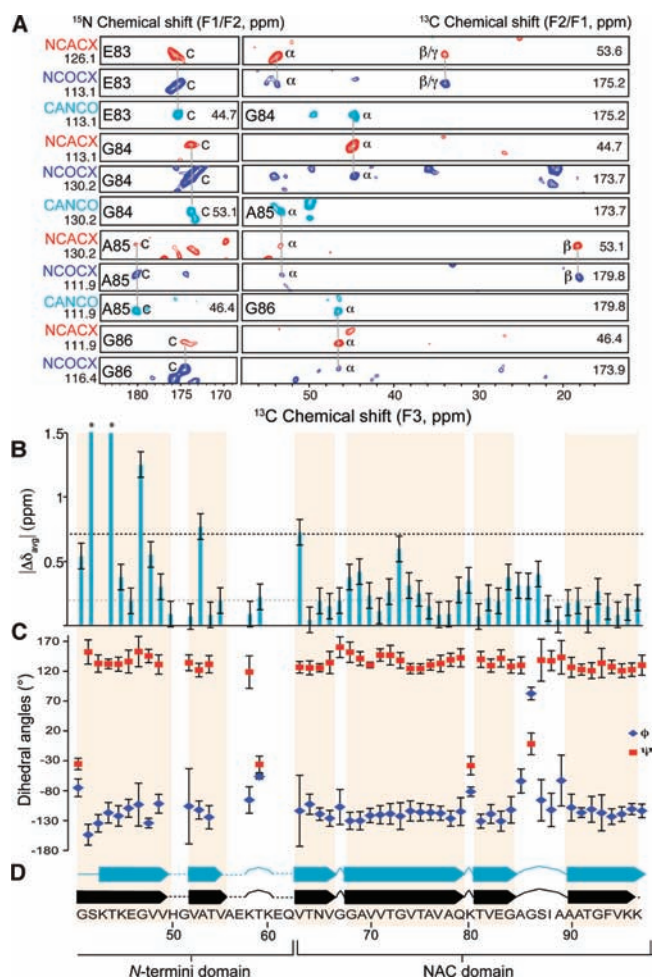 A
15N Chemical shift (F1/F2, ppm)
13C Chemical shift (F2/F1, ppm)
NCACX 126.1 E83 C α β/γ 53.6
NCOCX 113.1 E83 C α β/γ 175.2
CANCO 113.1 E83 C 44.7 G84 α 175.2
NCACX 113.1 G84 C α 44.7
NCOCX 130.2 G84 C α 173.7
CANCO 130.2 G84 C 53.1 A85 α 173.7
NCACX 130.2 A85 C α β 53.1
NCOCX 111.9 A85 C α β 179.8
CANCO 111.9 A85 C 46.4 G86 α 179.8
NCACX 111.9 G86 C α 46.4
NCOCX 116.4 G86 C α 173.9
180 175 170 50 40 30 20
13C Chemical shift (F3, ppm)
B
* *
1.5
1
0.5
|Δδavg| (ppm)
C
170
120
70
20
-30
-80
-130
-180
Dihedral angles (°)
ϕ
ψ
D
GSKTKEGVVHGVATVAEKTKEQVTNVGGAVVTGVTAVAQKTVEGAGSIAAATGFVKK
50 60 70 80 90
N-termini domain NAC domain